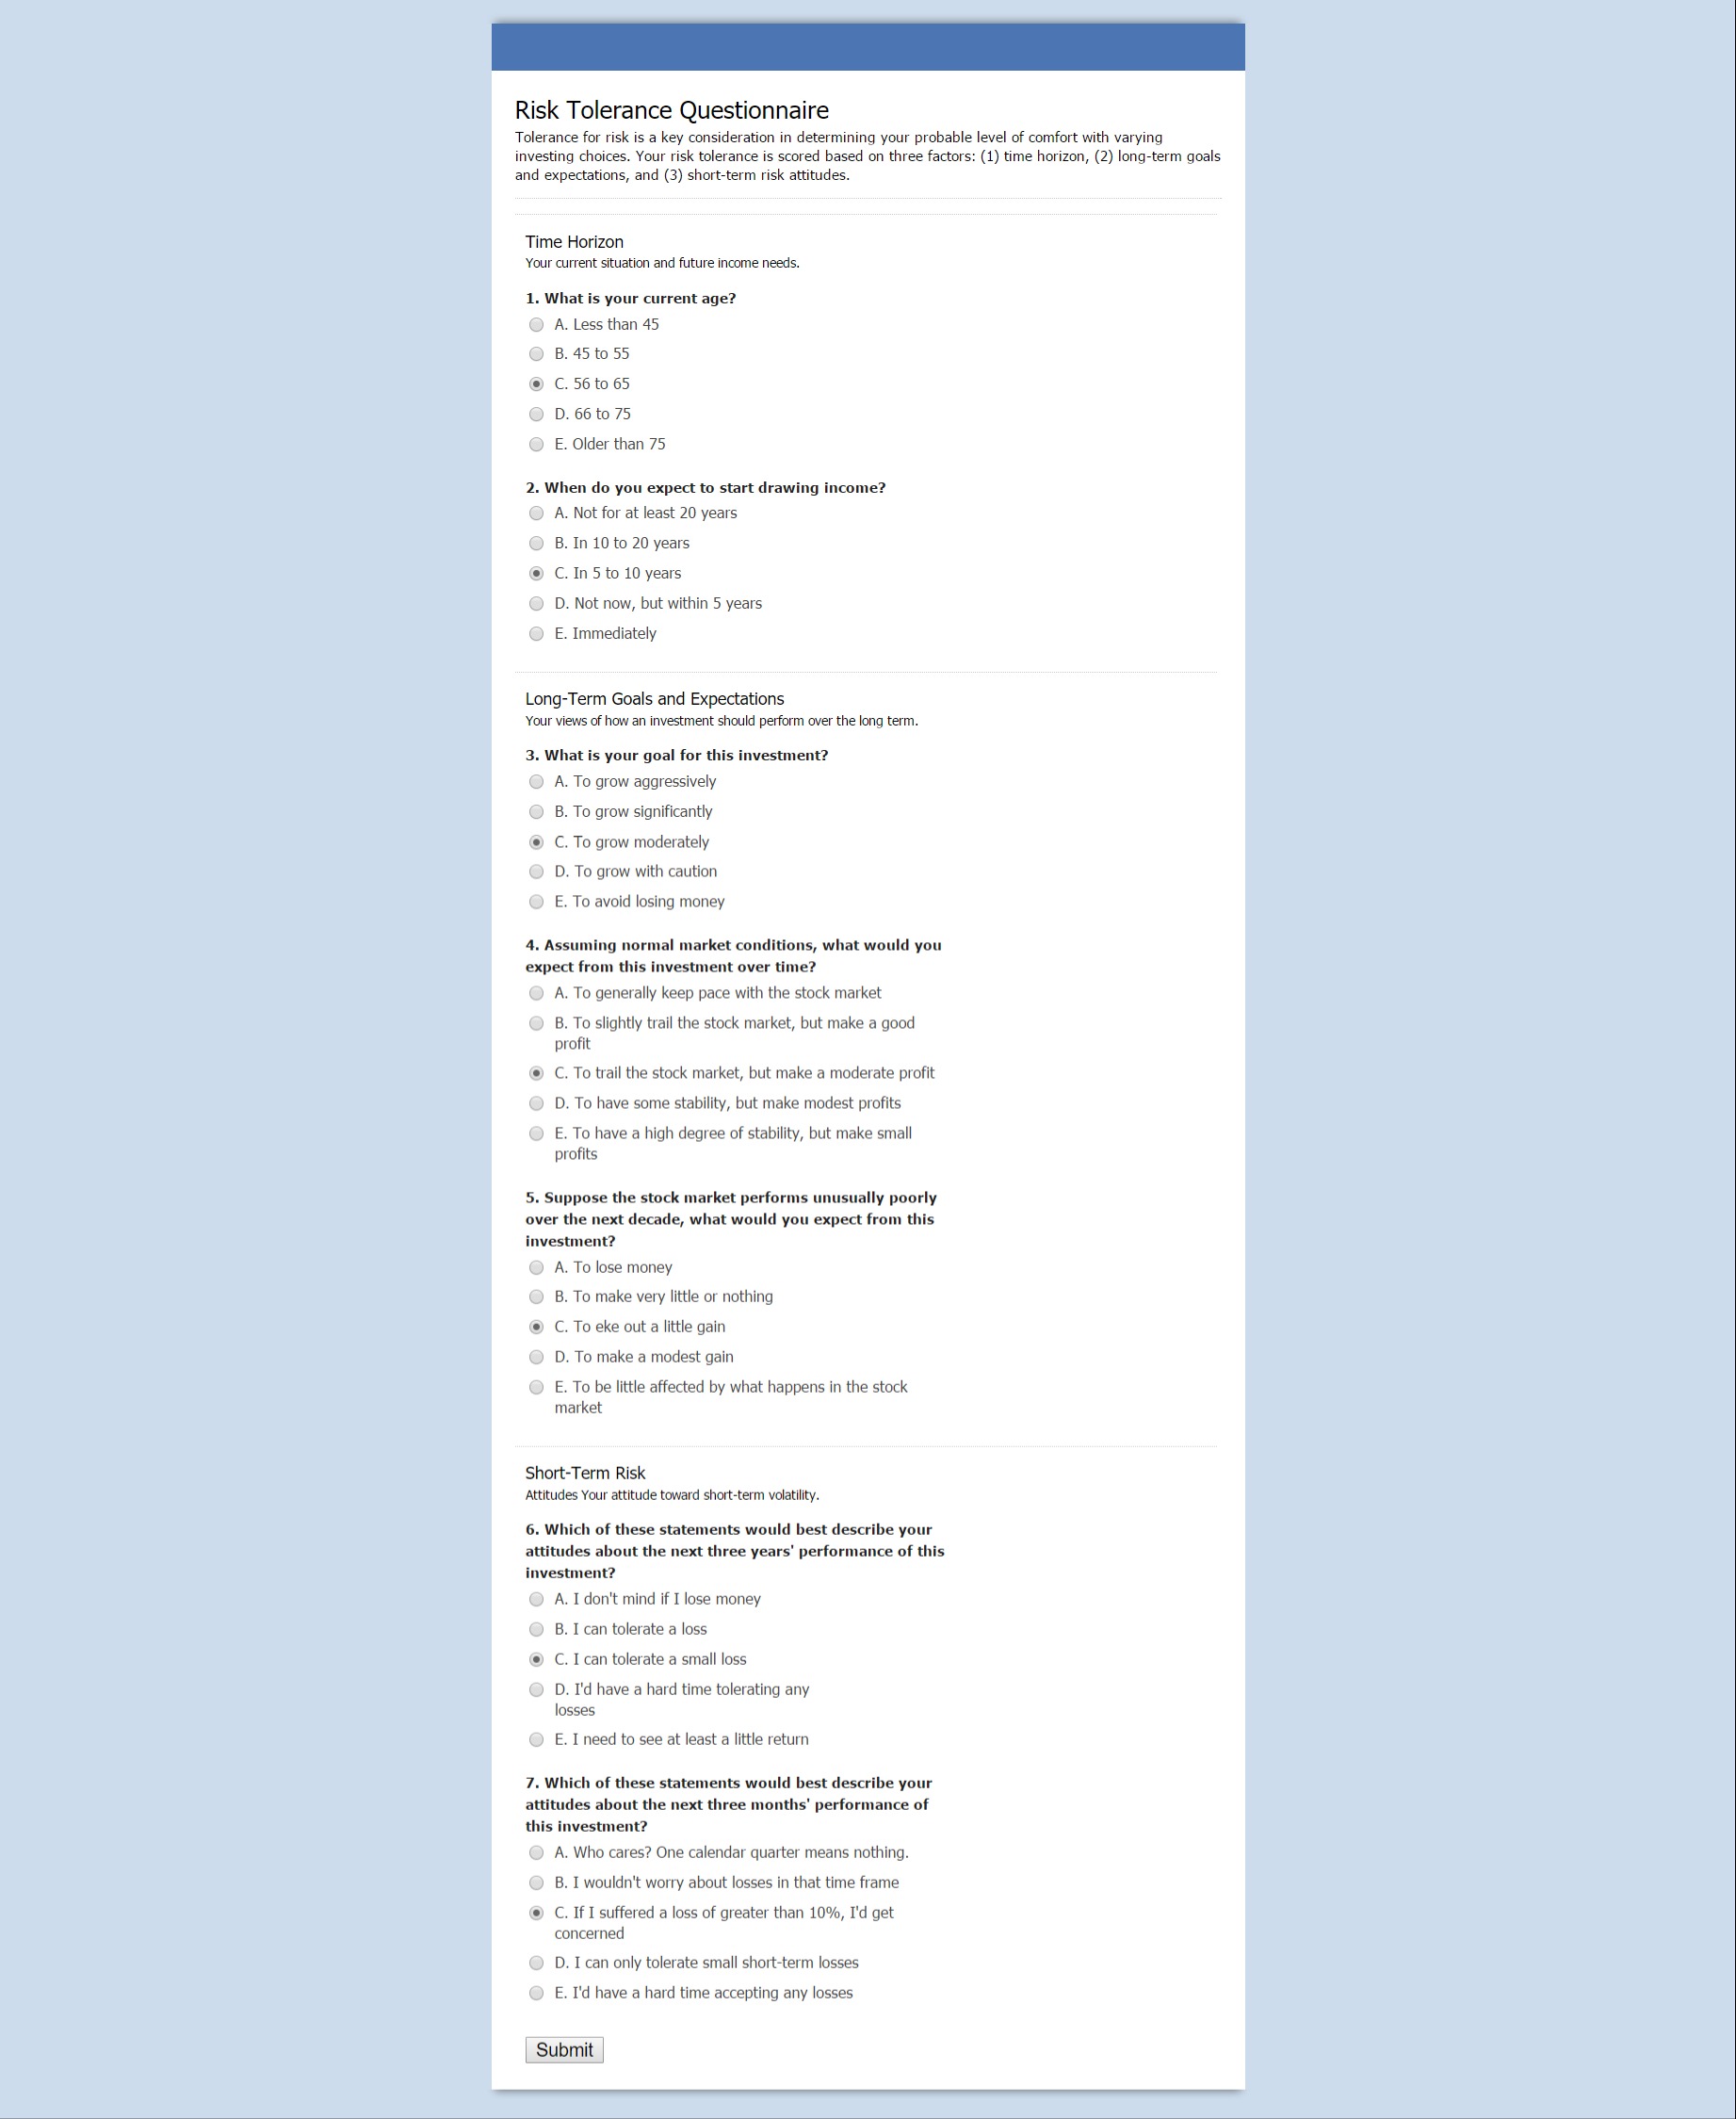 Risk Tolerance Questionnaire
Tolerance for risk is a key consideration in determining your probable level of comfort with varying
investing choices. Your risk tolerance is scored based on three factors: (1) time horizon, (2) long-term goals
and expectations, and (3) short-term risk attitudes.
Time Horizon
Your current situation and future income needs.
1. What is your current age?
A. Less than 45
B. 45 to 55
C. 56 to 65
D. 66 to 75
E. Older than 75
2. When do you expect to start drawing income?
A. Not for at least 20 years
B. In 10 to 20 years
C. In 5 to 10 years
D. Not now, but within 5 years
E. Immediately
Long-Term Goals and Expectations
Your views of how an investment should perform over the long term.
3. What is your goal for this investment?
A. To grow aggressively
B. To grow significantly
C. To grow moderately
D. To grow with caution
E. To avoid losing money
4. Assuming normal market conditions, what would you
expect from this investment over time?
A. To generally keep pace with the stock market
B. To slightly trail the stock market, but make a good
profit
C. To trail the stock market, but make a moderate profit
D. To have some stability, but make modest profits
E. To have a high degree of stability, but make small
profits
5. Suppose the stock market performs unusually poorly
over the next decade, what would you expect from this
investment?
A. To lose money
B. To make very little or nothing
C. To eke out a little gain
D. To make a modest gain
E. To be little affected by what happens in the stock
market
Short-Term Risk
Attitudes Your attitude toward short-term volatility.
6. Which of these statements would best describe your
attitudes about the next three years' performance of this
investment?
A. I don't mind if I lose money
B. I can tolerate a loss
C. I can tolerate a small loss
D. I'd have a hard time tolerating any
losses
E. I need to see at least a little return
7. Which of these statements would best describe your
attitudes about the next three months' performance of
this investment?
A. Who cares? One calendar quarter means nothing.
B. I wouldn't worry about losses in that time frame
C. If I suffered a loss of greater than 10%, I'd get
concerned
D. I can only tolerate small short-term losses
E. I'd have a hard time accepting any losses
Submit